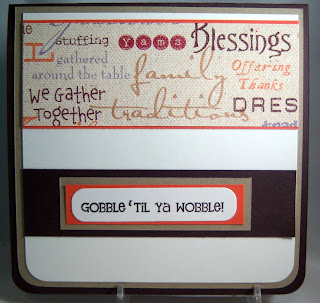 Stuffing Yams Blessings
gathered
around the table
family
Offering
Thanks
We Gather
Together
traditions
DRES
GOBBLE 'TIL YA WOBBLE!